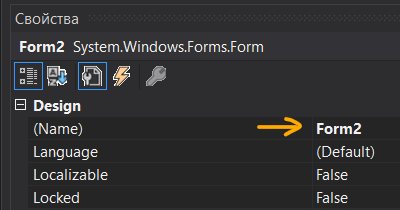 Свойства
Form2 System.Windows.Forms.Form
Design
(Name) Form2
Language (Default)
Localizable False
Locked False